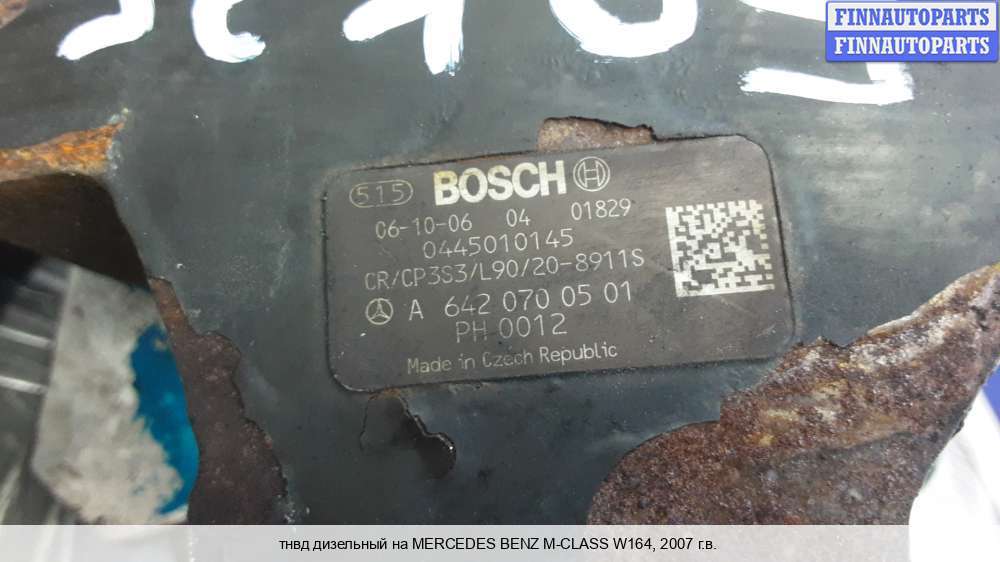 FINNAUTOPARTS
FINNAUTOPARTS
515 BOSCH
06-10-06 04 01829
0445010145
CR/CP3S3/L90/20-8911S
A 642 070 05 01
PH 0012
Made in Czech Republic
тнвд дизельный на MERCEDES BENZ M-CLASS W164, 2007 г.в.